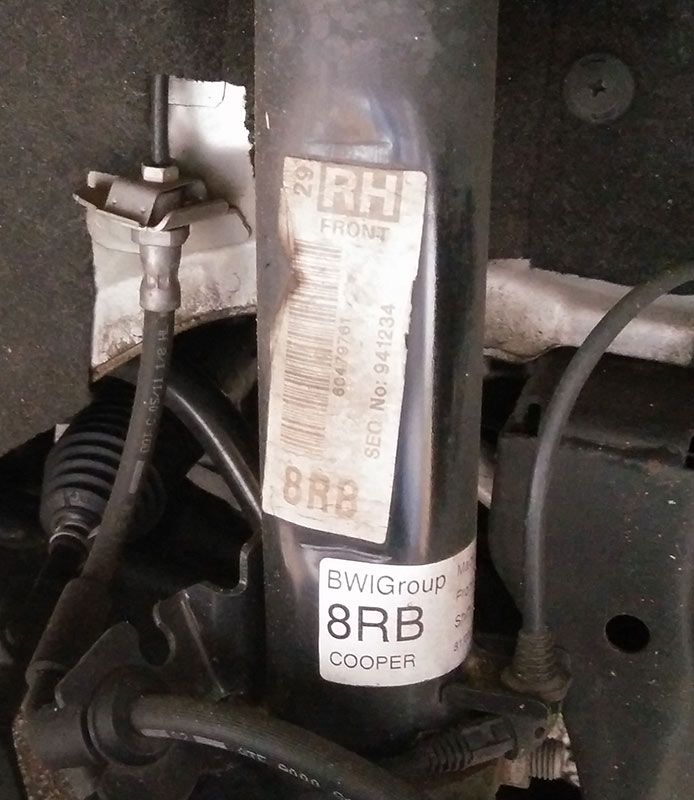 29
RH
FRONT
60479761
SEQ. No: 941234
8RB
BWIGroup
8RB
COOPER